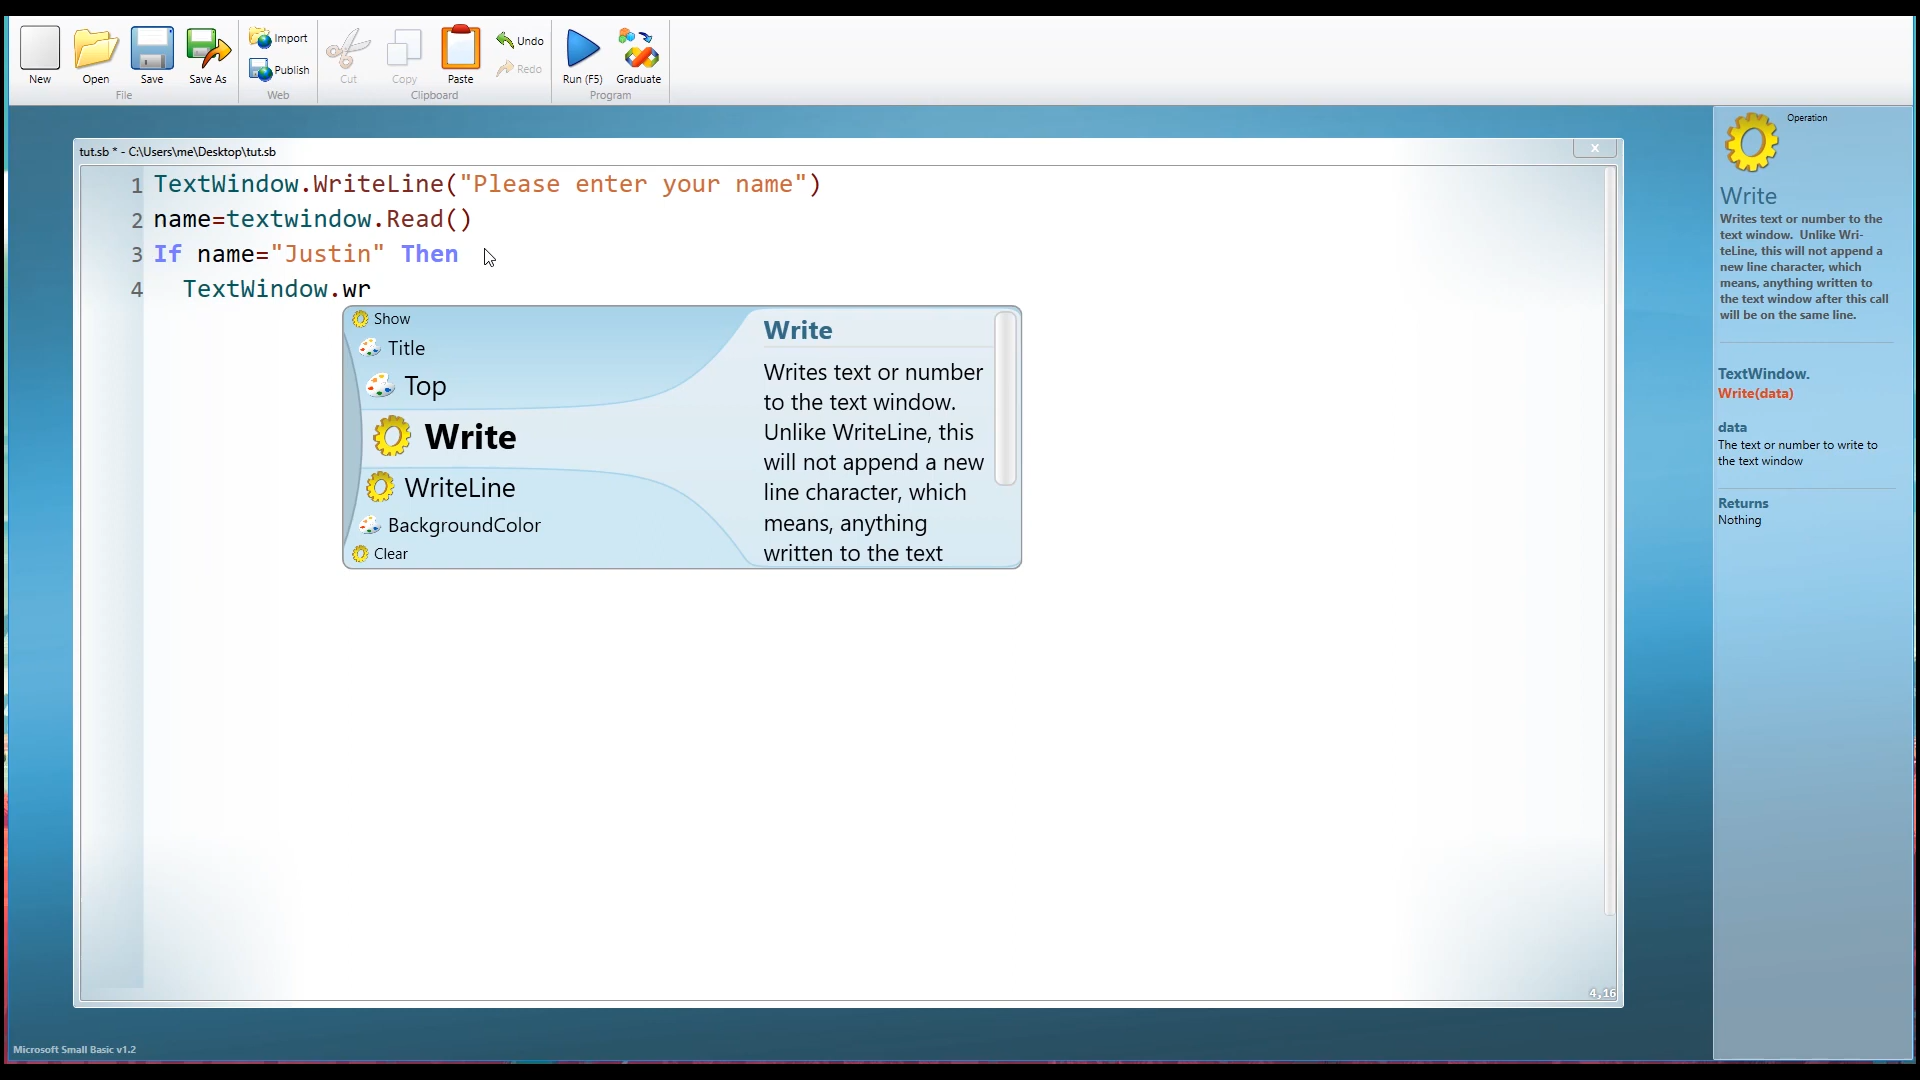 New
Open
Save
Save As
File
Import
Publish
Web
Cut
Copy
Paste
Undo
Redo
Clipboard
Run (F5)
Graduate
Program
tut.sb * - C:\Users\me\Desktop\tut.sb
x
1 TextWindow.WriteLine("Please enter your name")
2 name=textwindow.Read()
3 If name="Justin" Then
4 TextWindow.wr
Show
Title
Top
Write
WriteLine
BackgroundColor
Clear
Write
Writes text or number
to the text window.
Unlike WriteLine, this
will not append a new
line character, which
means, anything
written to the text
4,16
Operation
Write
Writes text or number to the
text window. Unlike Wri-
teLine, this will not append a
new line character, which
means, anything written to
the text window after this call
will be on the same line.
TextWindow.
Write(data)
data
The text or number to write to
the text window
Returns
Nothing
Microsoft Small Basic v1.2